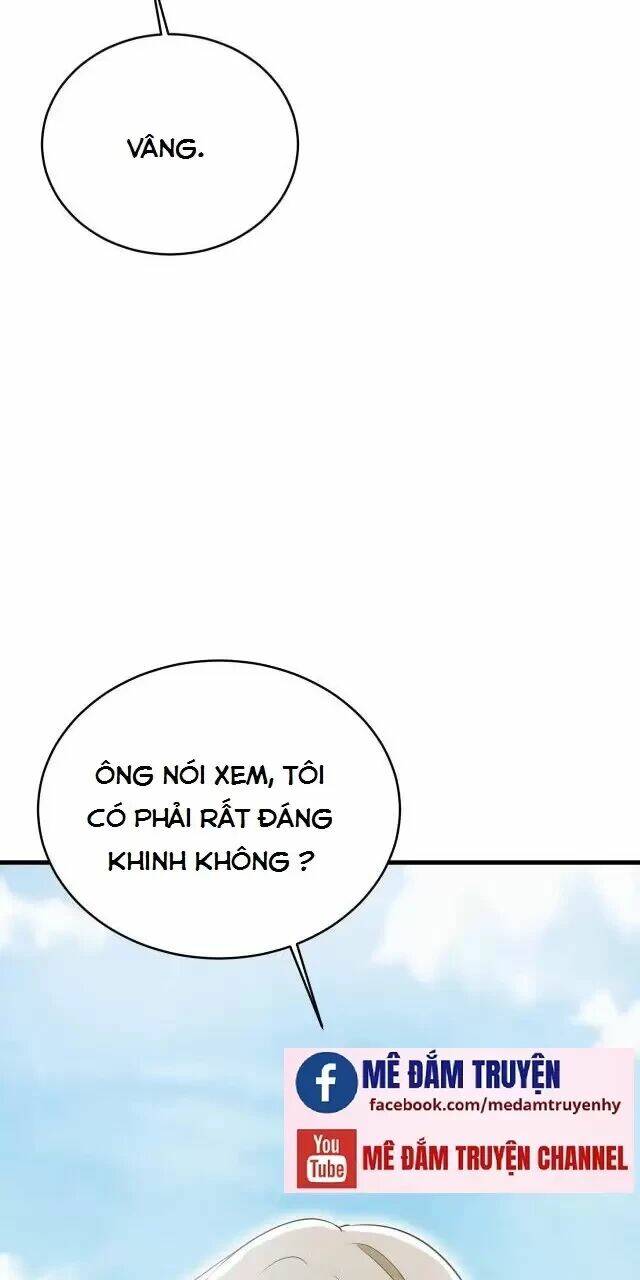 VÂNG.
ÔNG NÓI XEM, TÔI
CÓ PHẢI RẤT ĐÁNG
KHINH KHÔNG ?
f MÊ ĐẮM TRUYỆN
facebook.com/medamtruyenhy
You
Tube
MÊ ĐẮM TRUYỆN CHANNEL